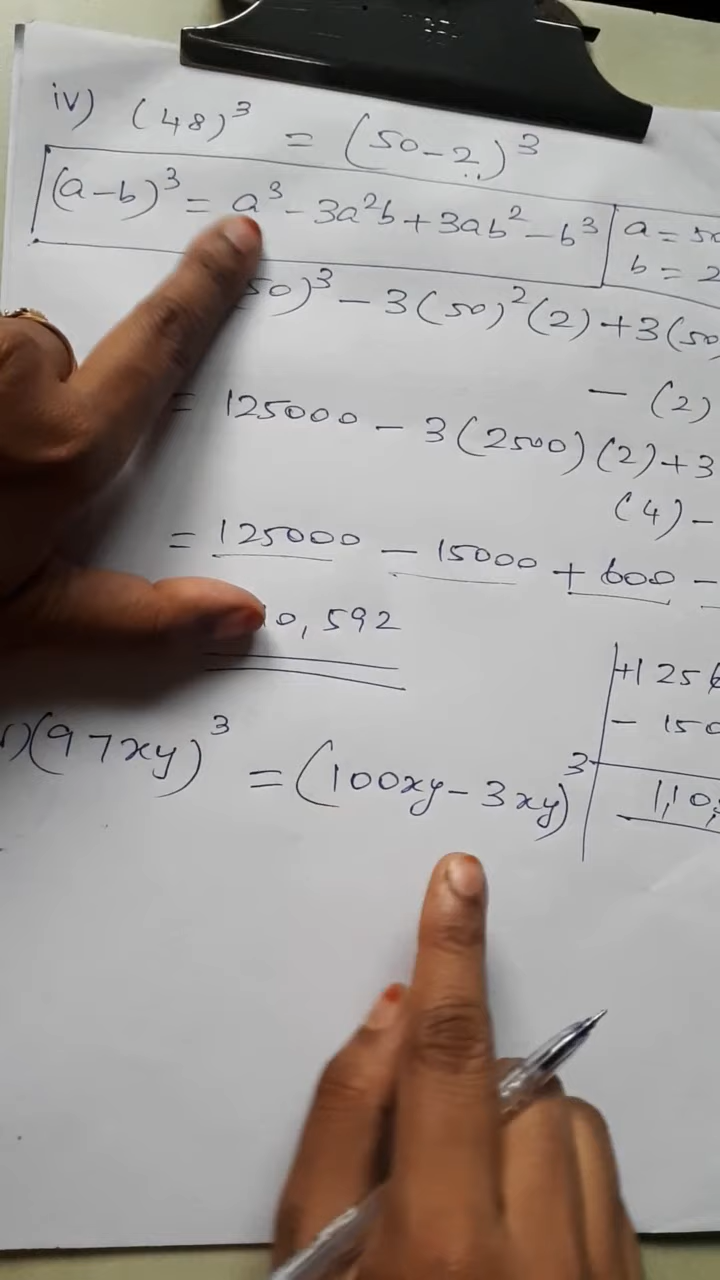 iv) (48)³ = (50-2)³
(a-b)³ = a³ - 3a²b + 3ab² - b³
a = 50
b = 2
50)³ - 3(50)²(2) + 3(50
- (2)
= 125000 - 3(2500)(2) + 3
(4) -
= 125000 - 15000 + 600 -
10,592
+125
- 150
1,10,
)(97xy)³ = (100xy - 3xy)³